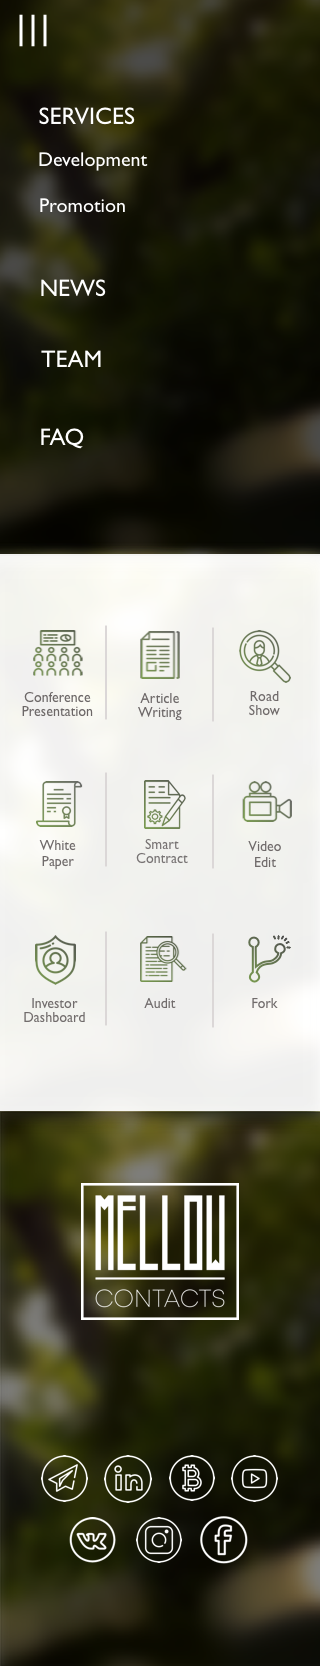 SERVICES
Development
Promotion
NEWS
TEAM
FAQ
Conference
Presentation
Article
Writing
Road
Show
White
Paper
Smart
Contract
Video
Edit
Investor
Dashboard
Audit
Fork
MELLOW
CONTACTS